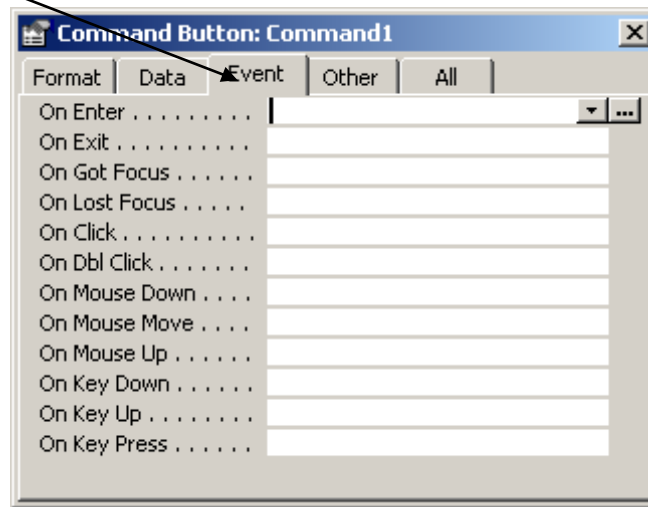 Command Button: Command1
Format Data Event Other All
On Enter . . . . . . . . .
On Exit . . . . . . . . . .
On Got Focus . . . . . .
On Lost Focus . . . . .
On Click . . . . . . . . . .
On Dbl Click . . . . . . .
On Mouse Down . . . .
On Mouse Move . . . .
On Mouse Up . . . . . .
On Key Down . . . . . .
On Key Up . . . . . . . .
On Key Press . . . . . .